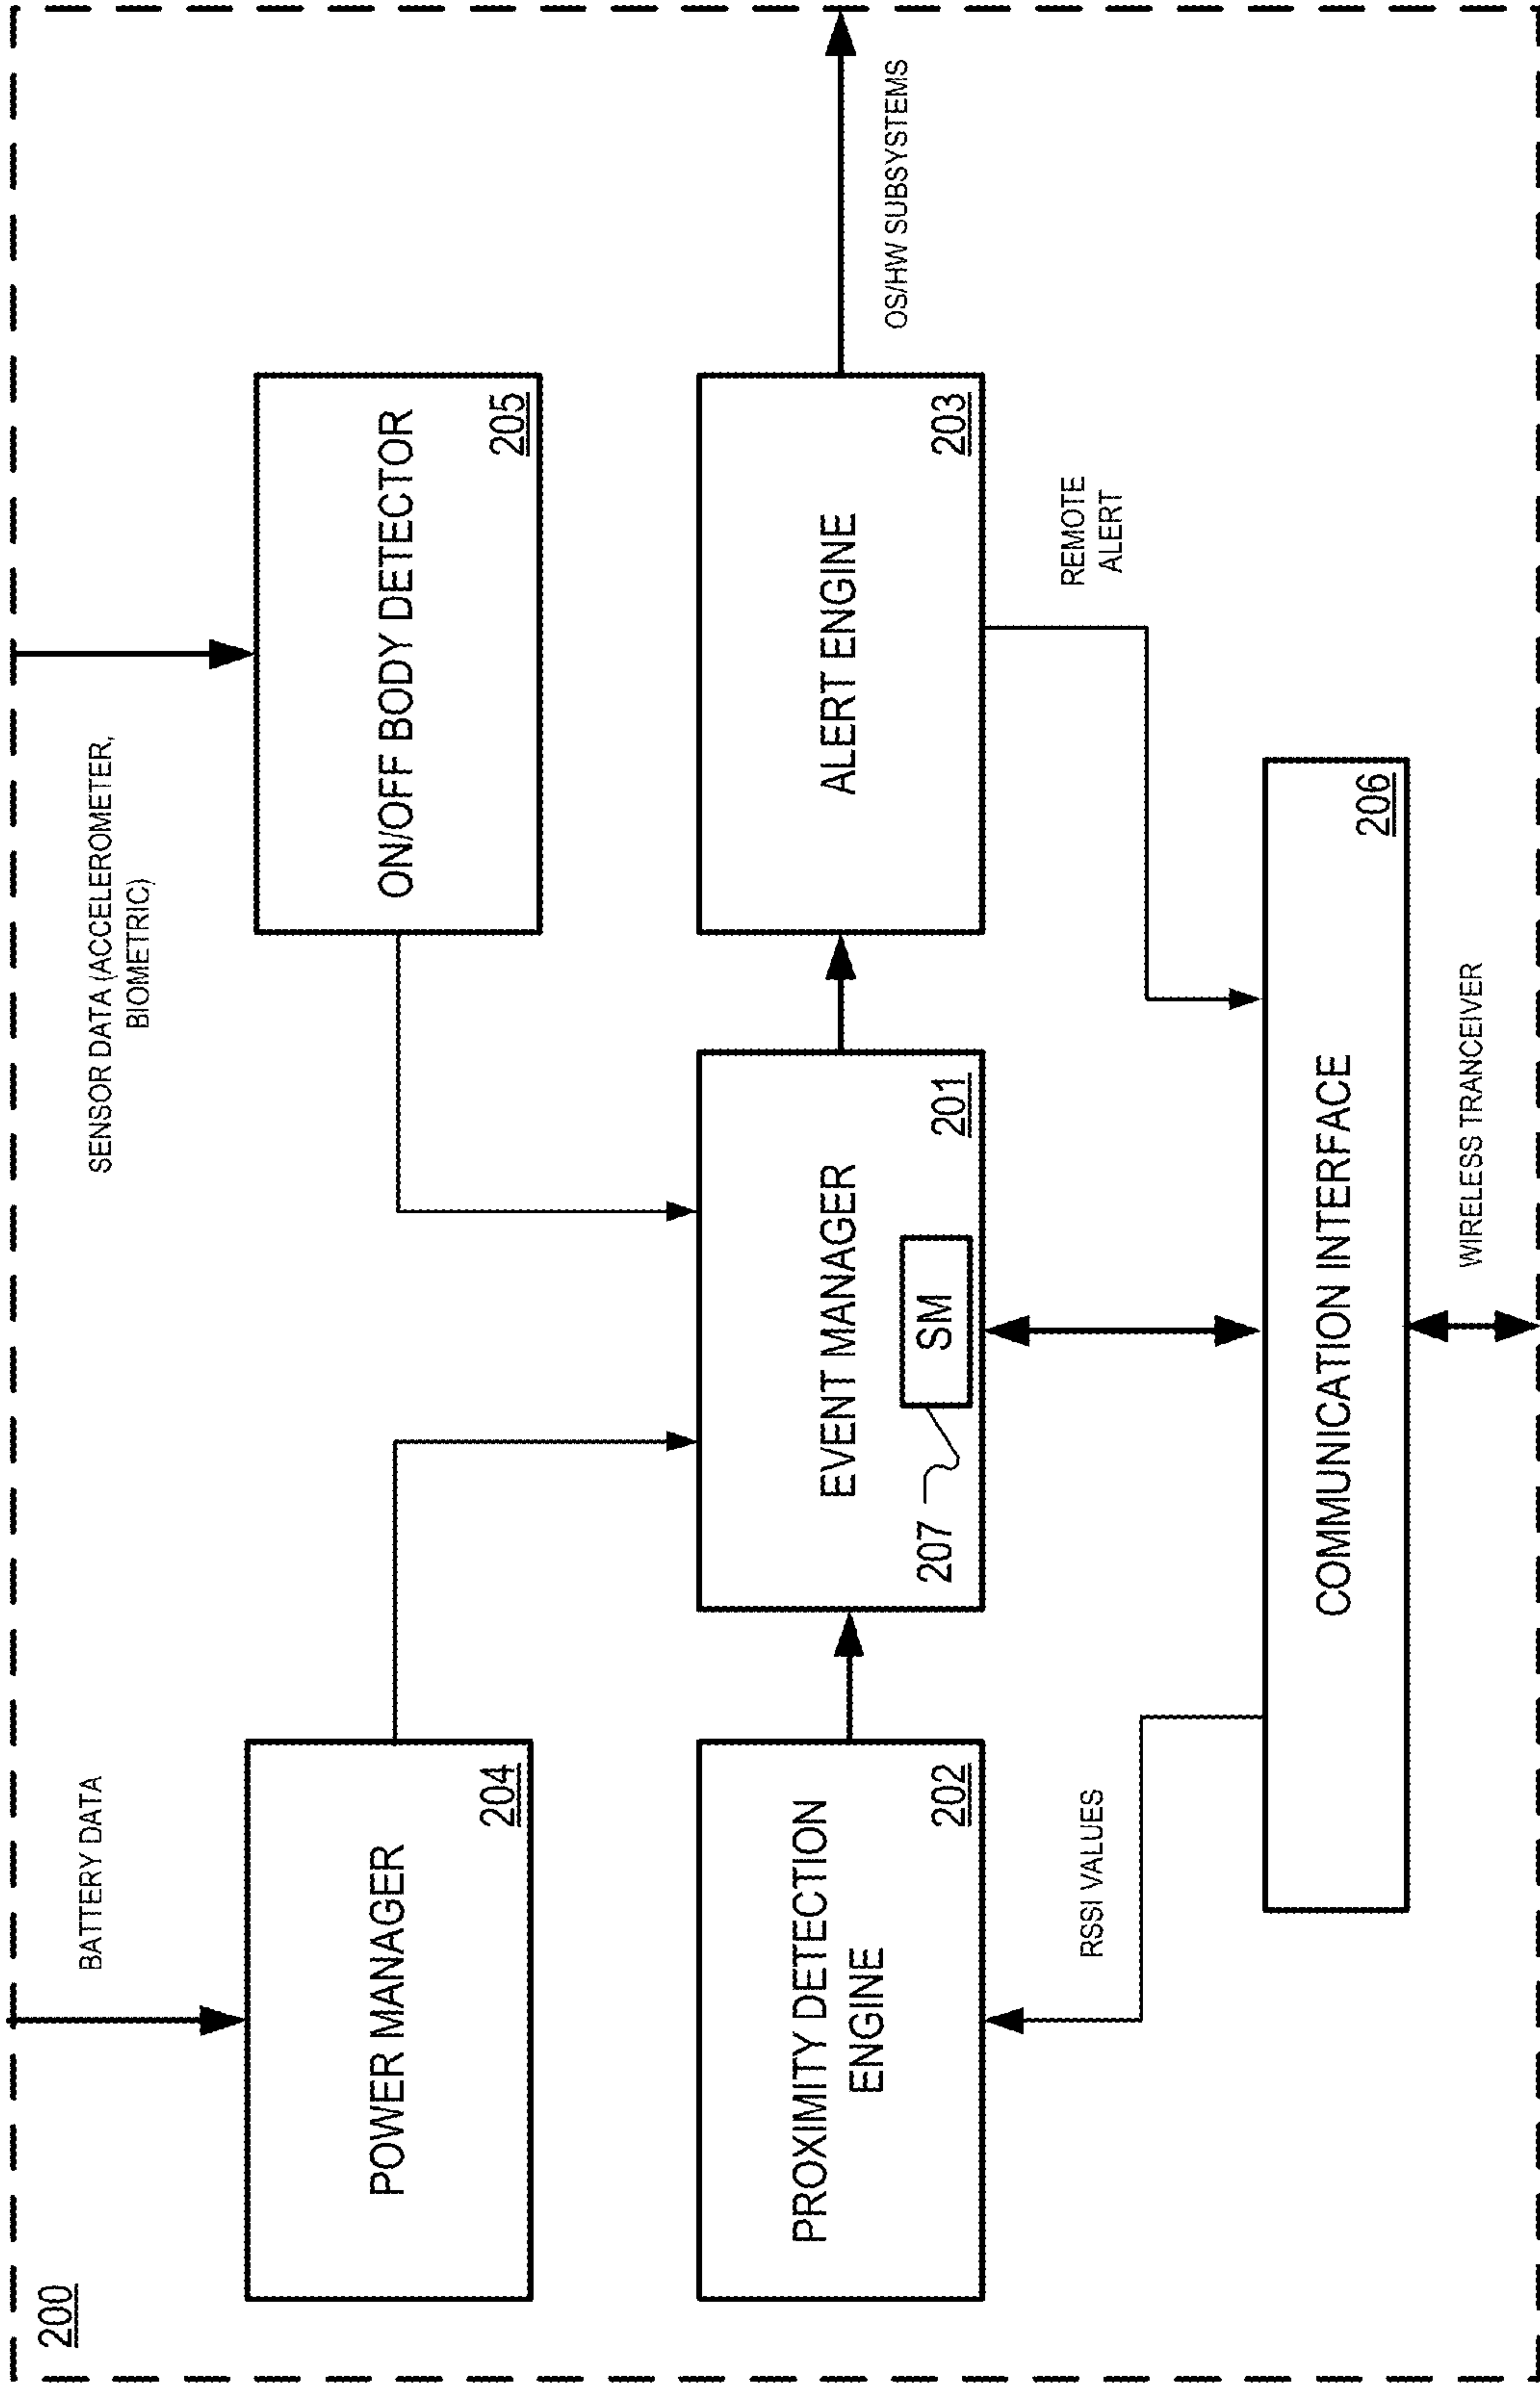 200
BATTERY DATA
SENSOR DATA (ACCELEROMETER,
BIOMETRIC)
POWER MANAGER
204
ON/OFF BODY DETECTOR
205
PROXIMITY DETECTION
ENGINE
202
EVENT MANAGER
201
SM
207
ALERT ENGINE
203
OS/HW SUBSYSTEMS
RSSI VALUES
REMOTE
ALERT
COMMUNICATION INTERFACE
206
WIRELESS TRANCEIVER